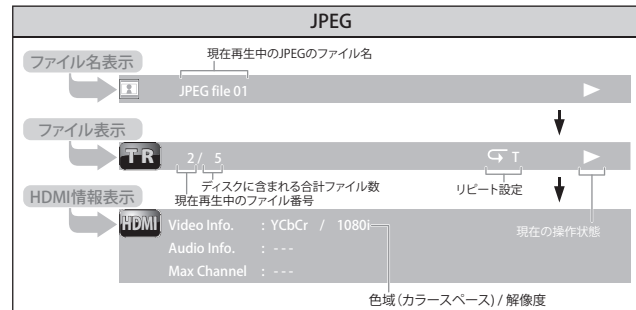 JPEG
現在再生中のJPEGのファイル名
ファイル名表示
JPEG file 01
ファイル表示
TR 2/ 5 T
ディスクに含まれる合計ファイル数
現在再生中のファイル番号
リピート設定
HDMI情報表示
HDMI Video Info. : YCbCr / 1080i
現在の操作状態
Audio Info. : ---
Max Channel : ---
色域(カラースペース) / 解像度